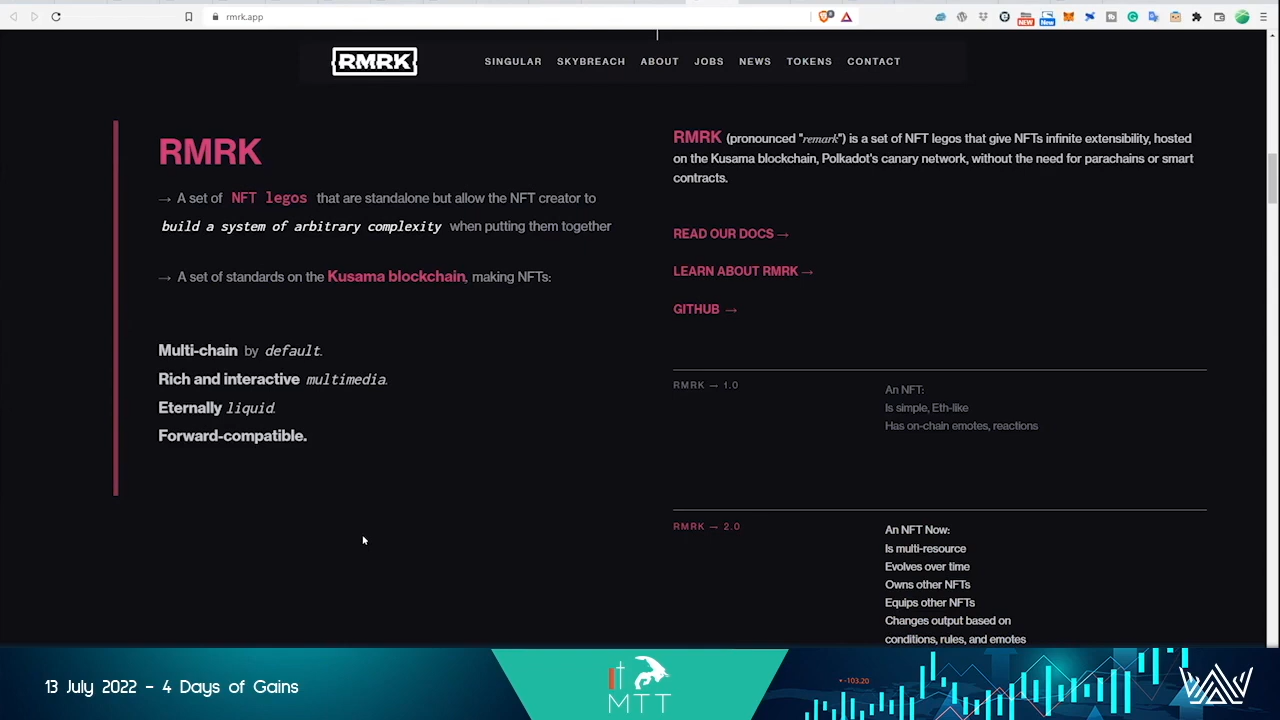 rmrk.app
NEW
New
RMRK
SINGULAR SKYBREACH ABOUT JOBS NEWS TOKENS CONTACT
RMRK
→ A set of NFT legos that are standalone but allow the NFT creator to
build a system of arbitrary complexity when putting them together
→ A set of standards on the Kusama blockchain, making NFTs:
Multi-chain by default.
Rich and interactive multimedia.
Eternally liquid.
Forward-compatible.
RMRK (pronounced "remark") is a set of NFT legos that give NFTs infinite extensibility, hosted
on the Kusama blockchain, Polkadot's canary network, without the need for parachains or smart
contracts.
READ OUR DOCS →
LEARN ABOUT RMRK →
GITHUB →
RMRK → 1.0
An NFT:
Is simple, Eth-like
Has on-chain emotes, reactions
RMRK → 2.0
An NFT Now:
Is multi-resource
Evolves over time
Owns other NFTs
Equips other NFTs
Changes output based on
conditions, rules, and emotes
13 July 2022 - 4 Days of Gains
MTT
-103.20